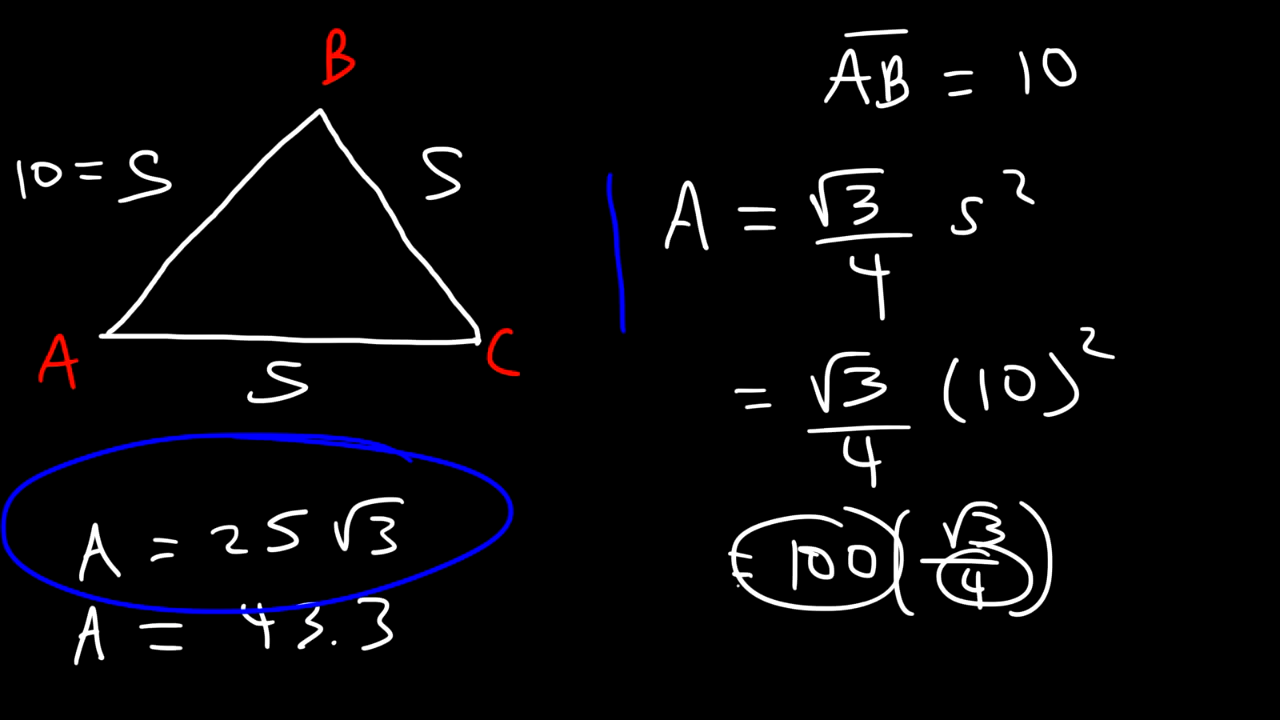 B
10 = S
S
A
C
S
A = 25 √3
A = 43.3
AB = 10
A = √3/4 s²
= √3/4 (10)²
= 100 (√3/4)